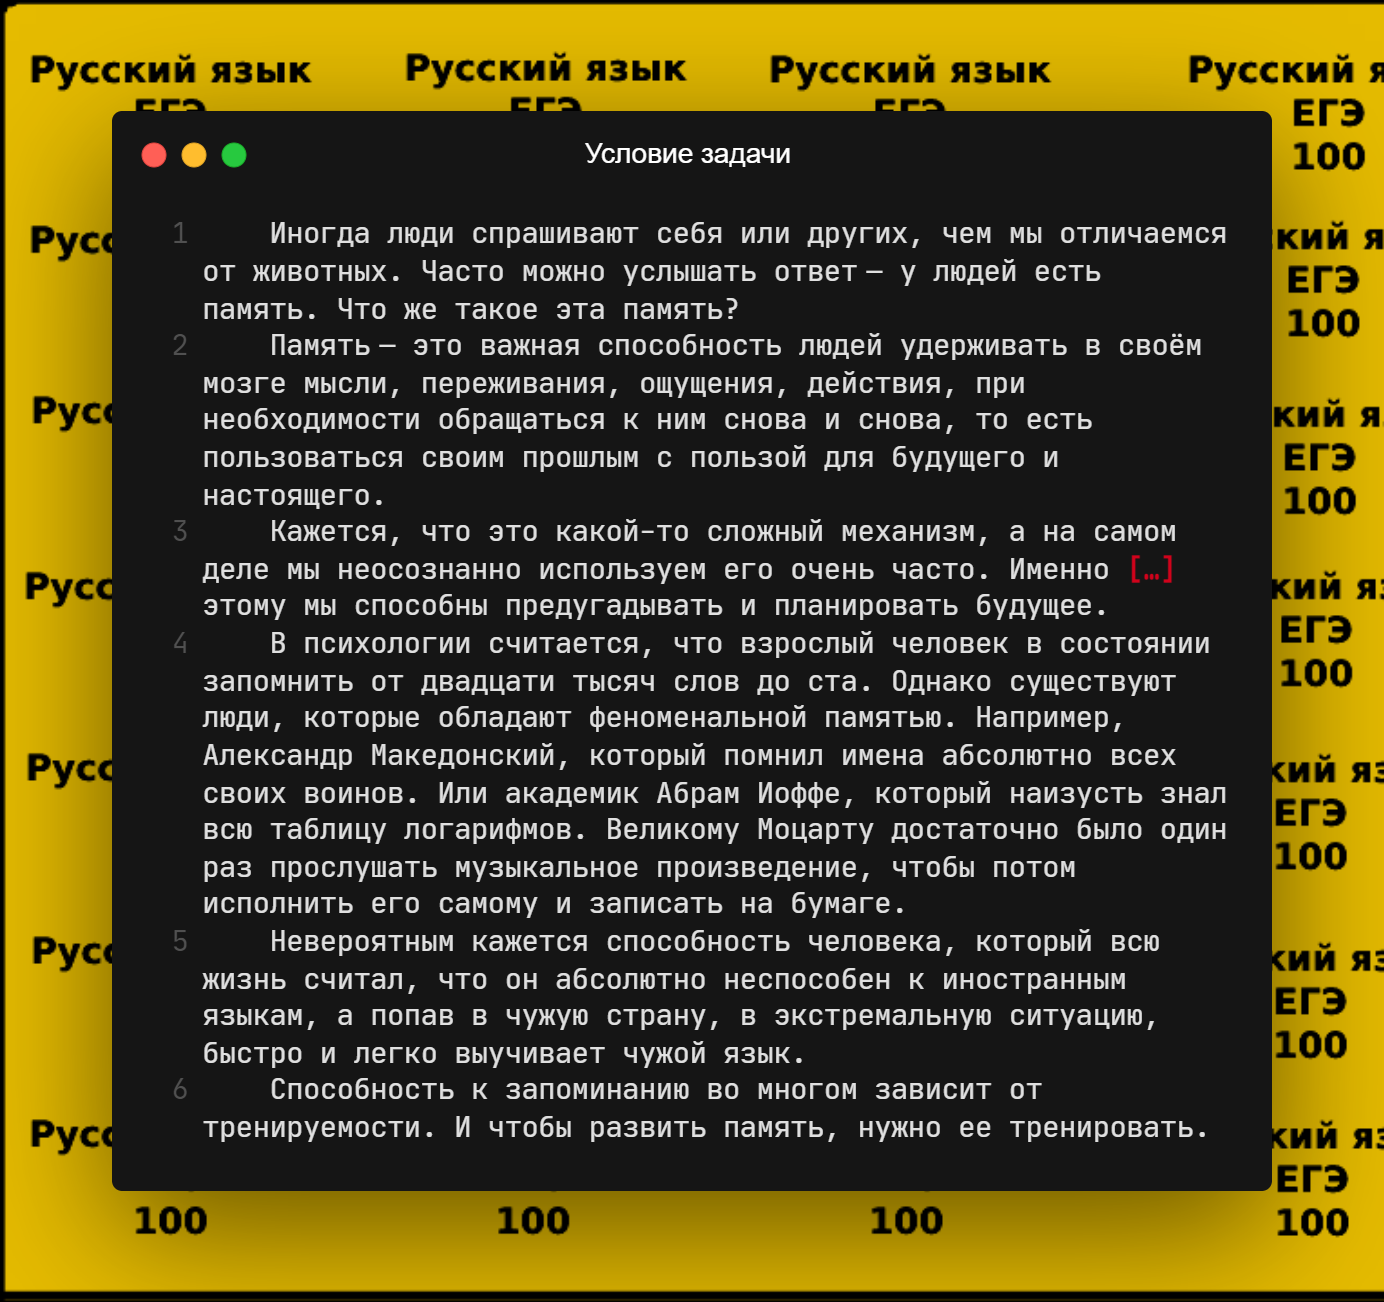 Русский язык Русский язык Русский язык Русский я
ЕГЭ ЕГЭ ЕГЭ ЕГЭ
100
Условие задачи
1 Иногда люди спрашивают себя или других, чем мы отличаемся
от животных. Часто можно услышать ответ — у людей есть
память. Что же такое эта память?
2 Память — это важная способность людей удерживать в своём
мозге мысли, переживания, ощущения, действия, при
необходимости обращаться к ним снова и снова, то есть
пользоваться своим прошлым с пользой для будущего и
настоящего.
3 Кажется, что это какой-то сложный механизм, а на самом
деле мы неосознанно используем его очень часто. Именно […]
этому мы способны предугадывать и планировать будущее.
4 В психологии считается, что взрослый человек в состоянии
запомнить от двадцати тысяч слов до ста. Однако существуют
люди, которые обладают феноменальной памятью. Например,
Александр Македонский, который помнил имена абсолютно всех
своих воинов. Или академик Абрам Иоффе, который наизусть знал
всю таблицу логарифмов. Великому Моцарту достаточно было один
раз прослушать музыкальное произведение, чтобы потом
исполнить его самому и записать на бумаге.
5 Невероятным кажется способность человека, который всю
жизнь считал, что он абсолютно неспособен к иностранным
языкам, а попав в чужую страну, в экстремальную ситуацию,
быстро и легко выучивает чужой язык.
6 Способность к запоминанию во многом зависит от
тренируемости. И чтобы развить память, нужно ее тренировать.
Русс
Русс
Русс
Русс
Русс
Русс
кий я
ЕГЭ
100
кий я
ЕГЭ
100
кий яз
ЕГЭ
100
кий яз
ЕГЭ
100
кий яз
ЕГЭ
100
кий яз
ЕГЭ
100 100 100 100